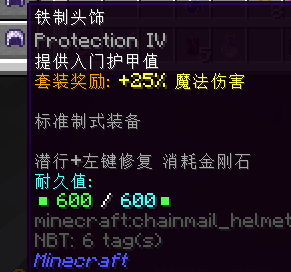 铁制头饰
Protection IV
提供入门护甲值
套装奖励: +25% 魔法伤害
标准制式装备
潜行+左键修复 消耗金刚石
耐久值:
▪ 600 / 600 ▪
minecraft:chainmail_helmet
NBT: 6 tag(s)
Minecraft